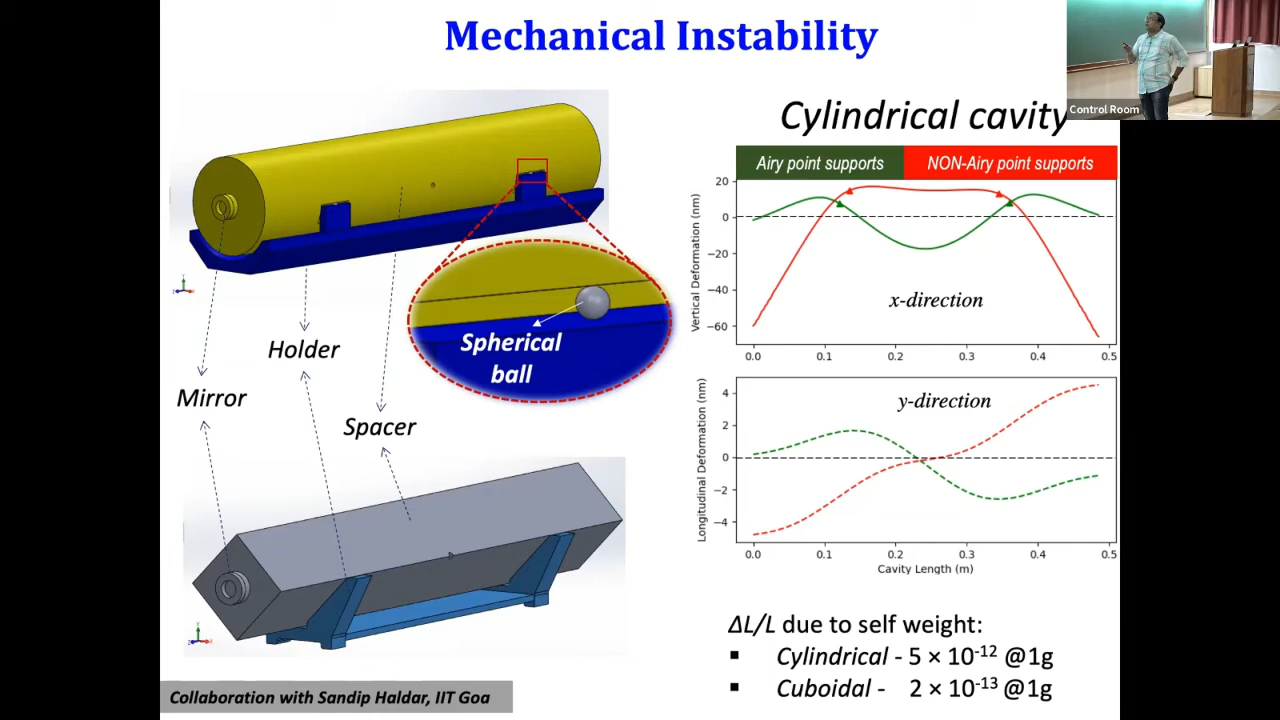 Mechanical Instability
Control Room
Cylindrical cavity
Airy point supports
NON-Airy point supports
Vertical Deformation (nm)
20
0
−20
−40
−60
x-direction
0.0 0.1 0.2 0.3 0.4 0.5
Longitudinal Deformation (nm)
4
2
0
−2
−4
y-direction
0.0 0.1 0.2 0.3 0.4 0.5
Cavity Length (m)
Spherical
ball
Holder
Mirror
Spacer
ΔL/L due to self weight:
▪ Cylindrical - 5 × 10⁻¹² @1g
▪ Cuboidal - 2 × 10⁻¹³ @1g
Collaboration with Sandip Haldar, IIT Goa